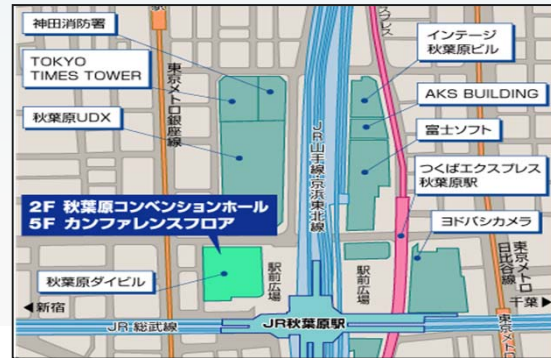 神田消防署
TOKYO
TIMES TOWER
秋葉原UDX
東京メトロ銀座線
2F 秋葉原コンベンションホール
5F カンファレンスフロア
秋葉原ダイビル
◀新宿
JR 総武線
駅前広場
JR山手線・京浜東北線
JR秋葉原駅
インテージ
秋葉原ビル
AKS BUILDING
富士ソフト
つくばエクスプレス
秋葉原駅
ヨドバシカメラ
駅前広場
東京メトロ
日比谷線
千葉▶
東京メトロ